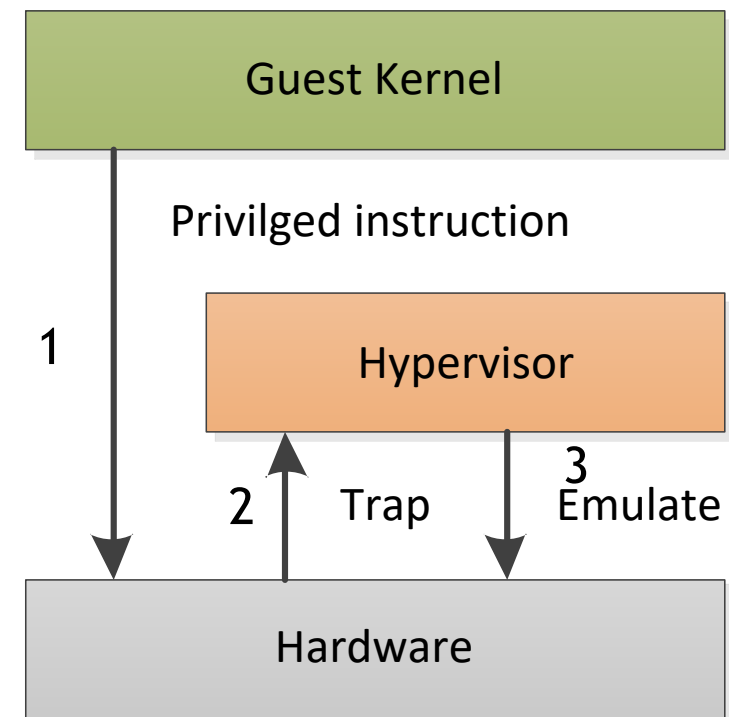 Guest Kernel
Privilged instruction
1
Hypervisor
3
2 Trap Emulate
Hardware